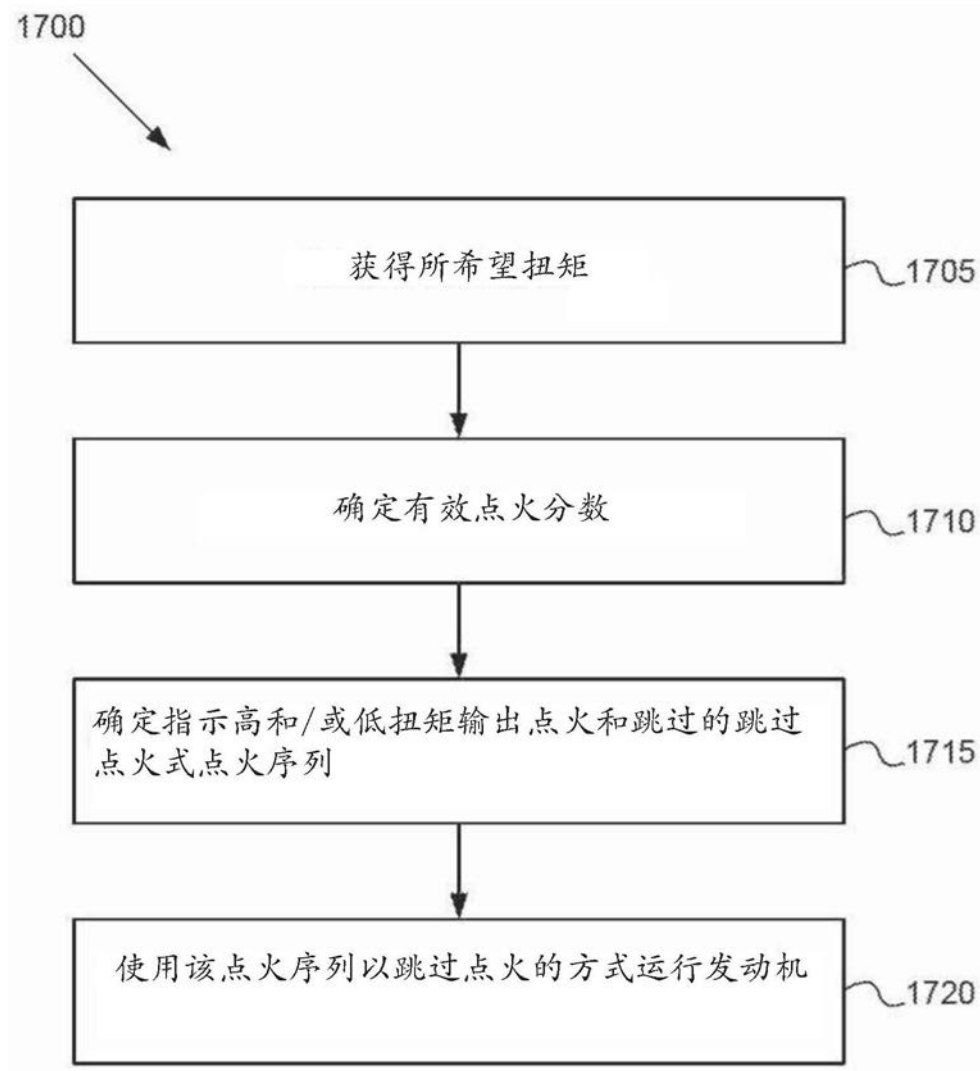 1700
获得所希望扭矩
1705
确定有效点火分数
1710
确定指示高和/或低扭矩输出点火和跳过的跳过
点火式点火序列
1715
使用该点火序列以跳过点火的方式运行发动机
1720